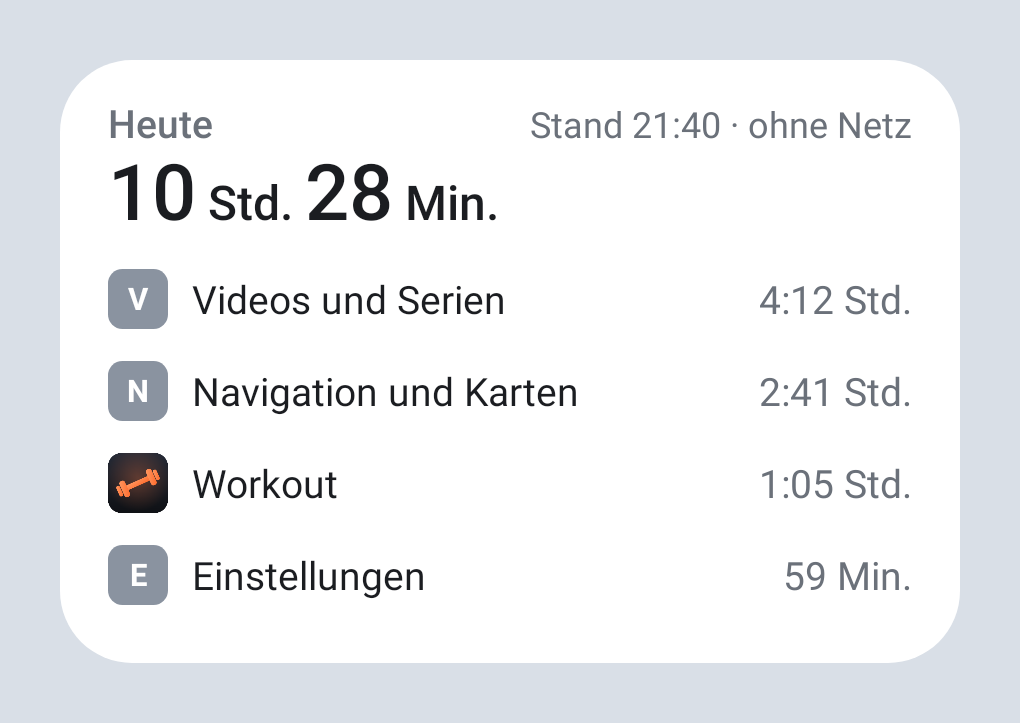 Heute
Stand 21:40 · ohne Netz
10 Std. 28 Min.
V Videos und Serien 4:12 Std.
N Navigation und Karten 2:41 Std.
Workout 1:05 Std.
E Einstellungen 59 Min.